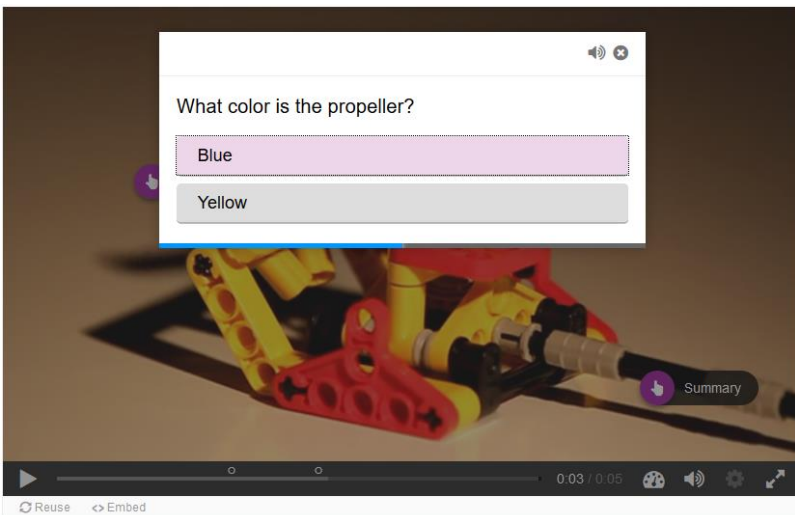 What color is the propeller?
Blue
Yellow
Summary
0:03 / 0:05
Reuse <> Embed